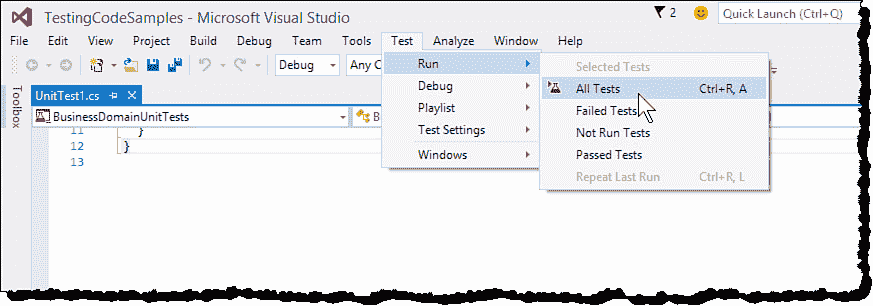 TestingCodeSamples - Microsoft Visual Studio 2 Quick Launch (Ctrl+Q)
File Edit View Project Build Debug Team Tools Test Analyze Window Help
Debug Any C
Run
Debug
Playlist
Test Settings
Windows
Selected Tests
All Tests Ctrl+R, A
Failed Tests
Not Run Tests
Passed Tests
Repeat Last Run Ctrl+R, L
Toolbox
UnitTest1.cs
BusinessDomainUnitTests B
11 }
12 }
13